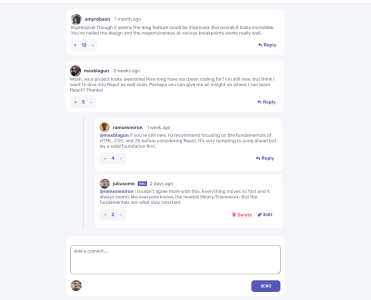 amyrobson 1 month ago
Impressive! Though it seems the drag feature could be improved. But overall it looks incredible.
You've nailed the design and the responsiveness at various breakpoints works really well.
+ 12 -
Reply
maxblagun 2 weeks ago
Woah, your project looks awesome! How long have you been coding for? I'm still new, but think I
want to dive into React as well soon. Perhaps you can give me an insight on where I can learn
React? Thanks!
+ 5 -
Reply
ramsesmiron 1 week ago
@maxblagun If you're still new, I'd recommend focusing on the fundamentals of
HTML, CSS, and JS before considering React. It's very tempting to jump ahead but
lay a solid foundation first.
+ 4 -
Reply
juliusomo you 2 days ago
@ramsesmiron I couldn't agree more with this. Everything moves so fast and it
always seems like everyone knows the newest library/framework. But the
fundamentals are what stay constant.
+ 2 -
Delete Edit
Add a comment...
SEND